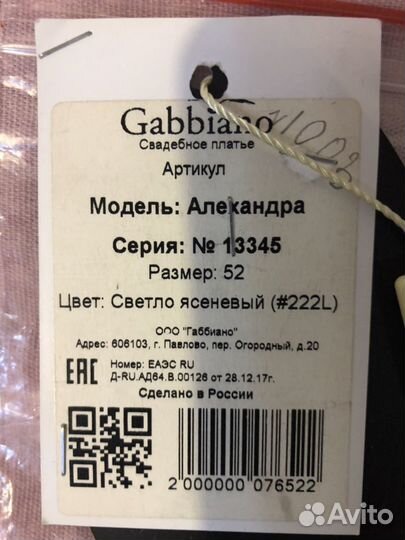 Gabbiano
Свадебное платье
Артикул
Модель: Александра
Серия: № 13345
Размер: 52
Цвет: Светло ясеневый (#222L)
ООО "Габбиано"
Адрес: 606103, г. Павлово, пер. Огородный, д.20
ЕАС
Номер: ЕАЭС RU
Д-RU.АД64.В.00126 от 28.12.17г.
Сделано в России
2 000000 076522
Avito